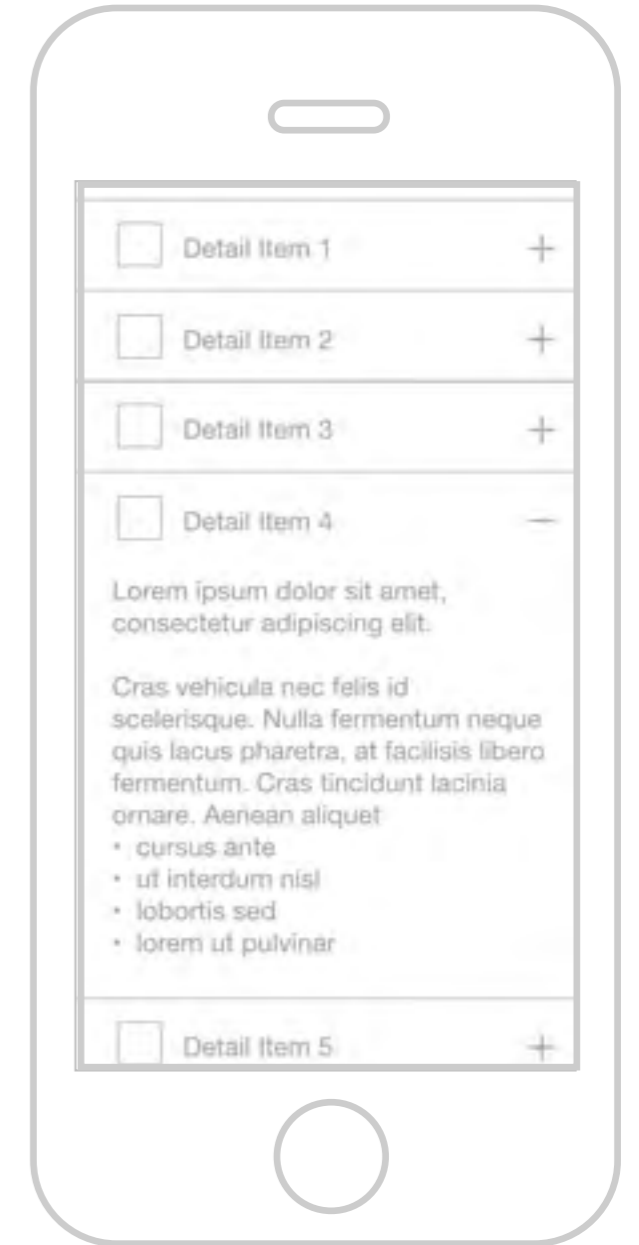 Detail Item 1 +
Detail Item 2 +
Detail Item 3 +
Detail Item 4 −
Lorem ipsum dolor sit amet,
consectetur adipiscing elit.
Cras vehicula nec felis id
scelerisque. Nulla fermentum neque
quis lacus pharetra, at facilisis libero
fermentum. Cras tincidunt lacinia
ornare. Aenean aliquet
• cursus ante
• ut interdum nisl
• lobortis sed
• lorem ut pulvinar
Detail Item 5 +